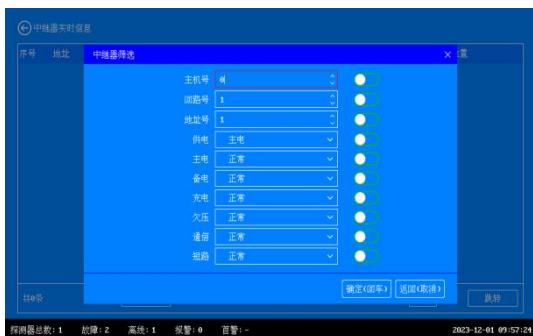 中继器实时信息
序号 地址 置
中继器筛选 ×
主机号 0
回路号 1
地址号 1
供电 主电
主电 正常
备电 正常
充电 正常
欠压 正常
通信 正常
短路 正常
确定(回车) 返回(取消)
共0条 跳转
探测器总数: 1 故障: 2 离线: 1 报警: 0 首警: - 2023-12-01 09:57:24